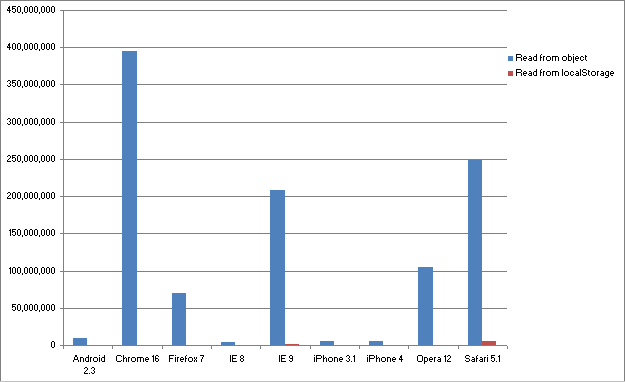 450,000,000
400,000,000
350,000,000
300,000,000
250,000,000
200,000,000
150,000,000
100,000,000
50,000,000
0
Read from object
Read from localStorage
Android 2.3
Chrome 16
Firefox 7
IE 8
IE 9
iPhone 3.1
iPhone 4
Opera 12
Safari 5.1